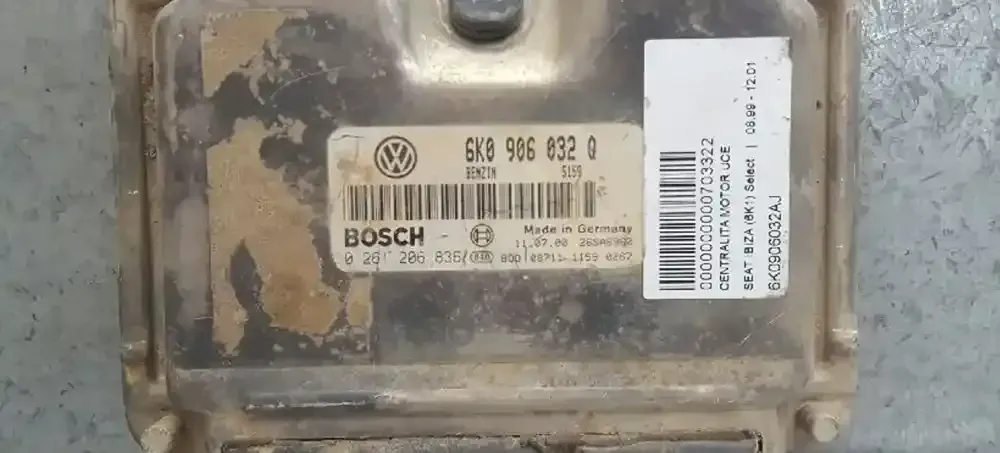 6K0 906 032 Q
BENZIN 5159
BOSCH
Made in Germany
11.07.00
0 261 206 836
0000000000703322
CENTRALITA MOTOR UCE
SEAT IBIZA (6K1) Select | 08.99 - 12.01
6K0906032AJ